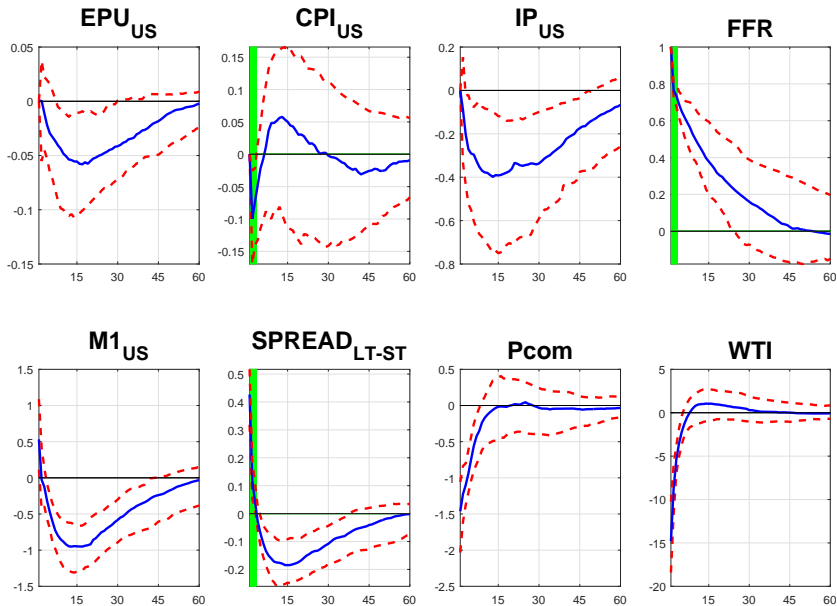 EPU_US CPI_US IP_US FFR
0.05 0.15 0.2 1
0 0.1 0 0.8
0.05 -0.2 0.6
-0.05 0 -0.4 0.4
-0.05
-0.1 -0.1 -0.6 0.2
-0.15 -0.15 -0.8 0
15 30 45 60 15 30 45 60 15 30 45 60 15 30 45 60
M1_US SPREAD_LT-ST Pcom WTI
1.5 0.5 0.5 5
1 0.4 0 0
0.5 0.3 -0.5 -5
0.2 -1
0 0.1 -10
-0.5 0 -1.5
-1 -0.1 -2 -15
-1.5 -0.2 -2.5 -20
15 30 45 60 15 30 45 60 15 30 45 60 15 30 45 60